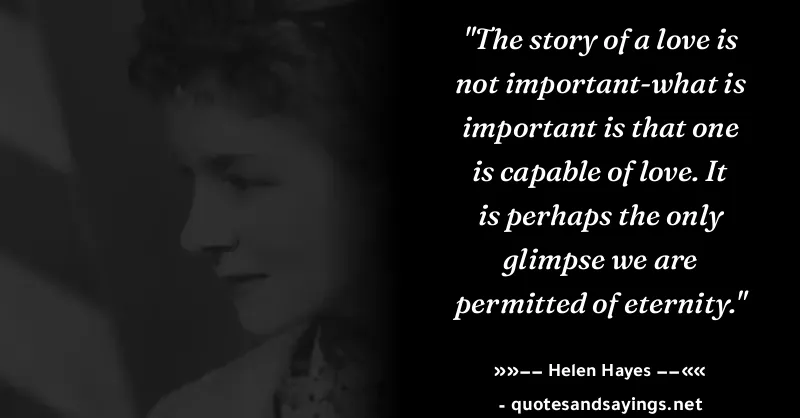 "The story of a love is
not important-what is
important is that one
is capable of love. It
is perhaps the only
glimpse we are
permitted of eternity."
»»−− Helen Hayes −−««
- quotesandsayings.net